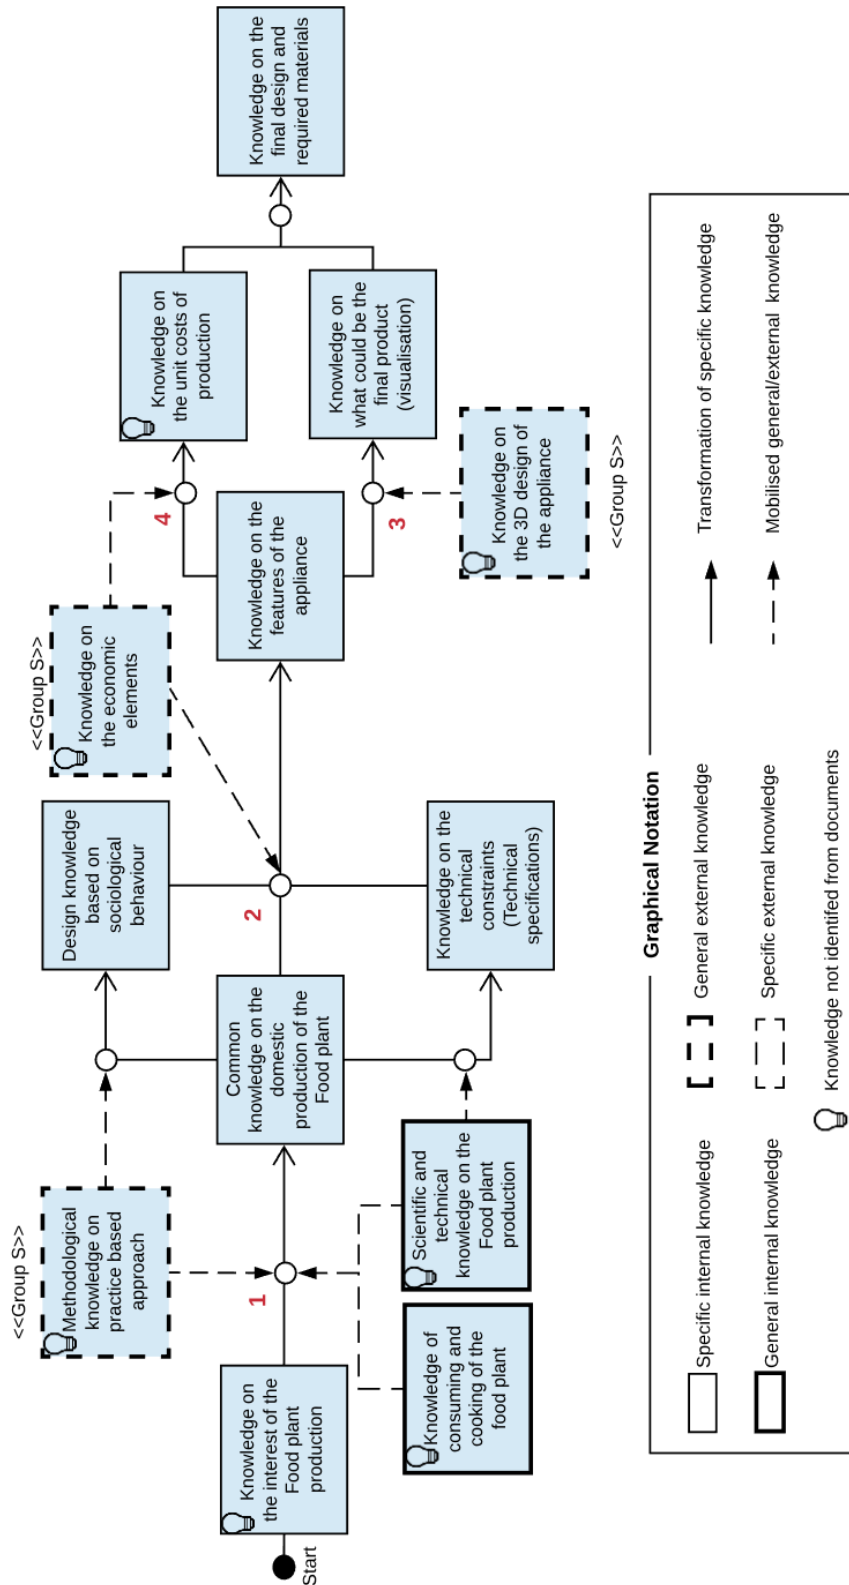 Start
Knowledge on
the interest of the
Food plant
production
<<Group S>>
Methodological
knowledge on
practice based
approach
1
Knowledge of
consuming and
cooking of the
food plant
Scientific and
technical
knowledge on the
Food plant
production
Common
knowledge on the
domestic
production of the
Food plant
Design knowledge
based on
sociological
behaviour
2
Knowledge on the
technical
constraints
(Technical
specifications)
<<Group S>>
Knowledge on
the economic
elements
Knowledge on the
features of the
appliance
4
3
Knowledge on
the 3D design of
the appliance
<<Group S>>
Knowledge on
the unit costs of
production
Knowledge on
what could be the
final product
(visualisation)
Knowledge on the
final design and
required materials
Graphical Notation
Specific internal knowledge
General external knowledge
Transformation of specific knowledge
General internal knowledge
Specific external knowledge
Mobilised general/external knowledge
Knowledge not identifed from documents